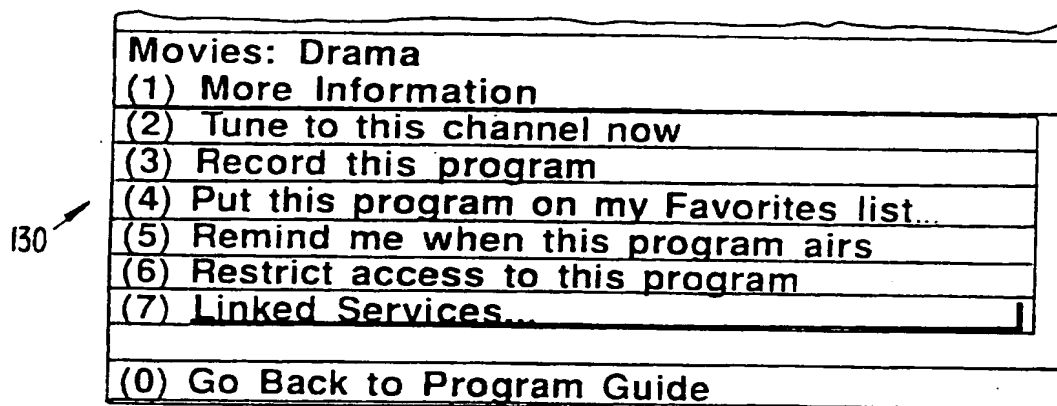 Movies: Drama
(1) More Information
(2) Tune to this channel now
(3) Record this program
(4) Put this program on my Favorites list...
130
(5) Remind me when this program airs
(6) Restrict access to this program
(7) Linked Services...
(0) Go Back to Program Guide